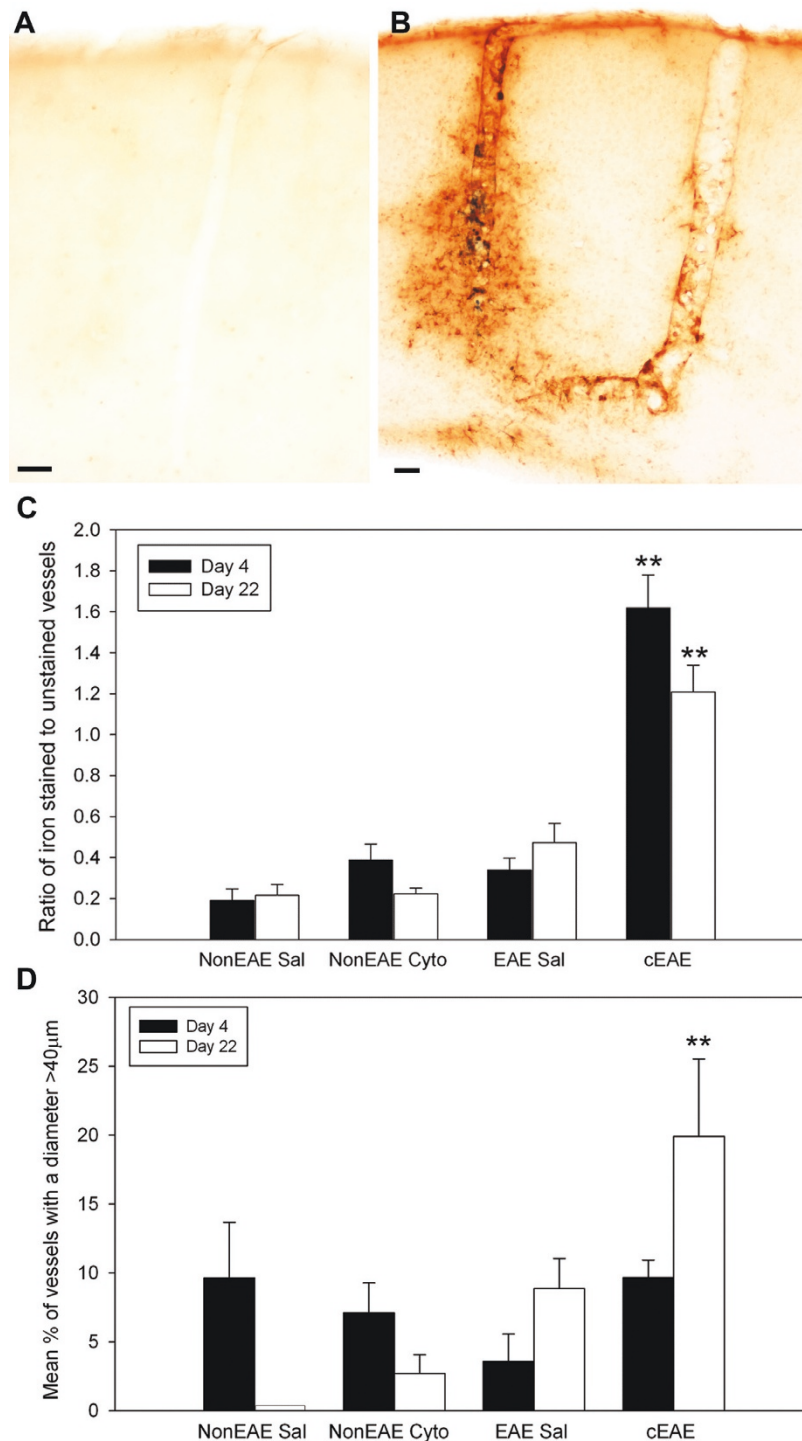 A
B
C
Ratio of iron stained to unstained vessels
2.0
1.8
1.6
1.4
1.2
1.0
0.8
0.6
0.4
0.2
0.0
Day 4
Day 22
**
**
NonEAE Sal
NonEAE Cyto
EAE Sal
cEAE
D
Mean % of vessels with a diameter >40µm
30
25
20
15
10
5
0
Day 4
Day 22
**
NonEAE Sal
NonEAE Cyto
EAE Sal
cEAE